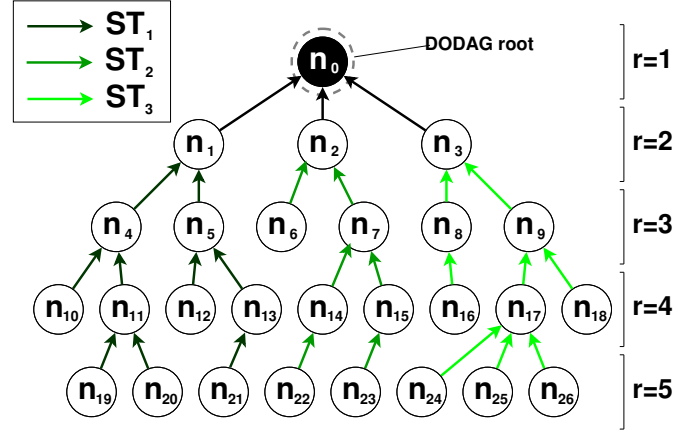 ST₁
ST₂
ST₃
DODAG root
n₀
r=1
n₁ n₂ n₃
r=2
n₄ n₅ n₆ n₇ n₈ n₉
r=3
n₁₀ n₁₁ n₁₂ n₁₃ n₁₄ n₁₅ n₁₆ n₁₇ n₁₈
r=4
n₁₉ n₂₀ n₂₁ n₂₂ n₂₃ n₂₄ n₂₅ n₂₆
r=5